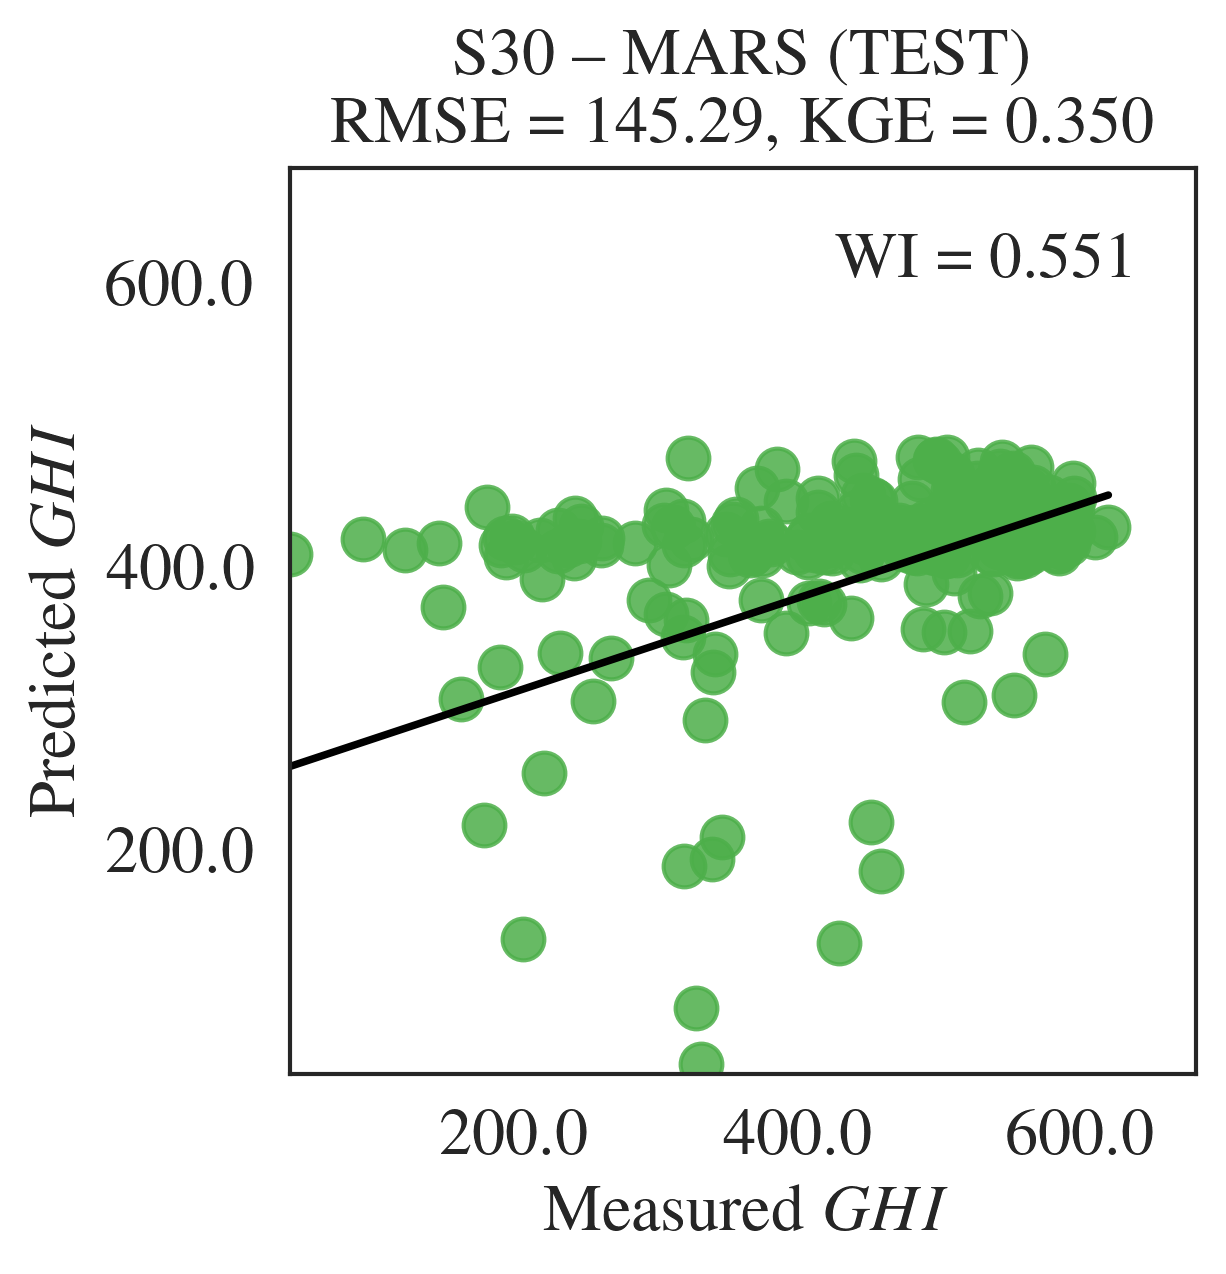 S30 – MARS (TEST)
RMSE = 145.29, KGE = 0.350
WI = 0.551
600.0
400.0
200.0
Predicted GHI
200.0 400.0 600.0
Measured GHI